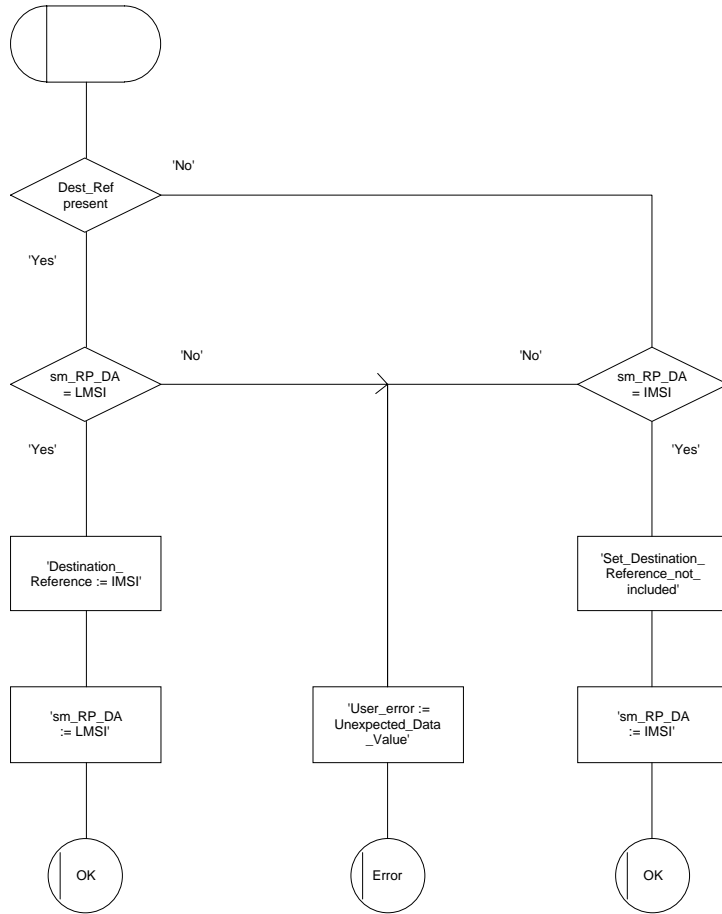 'No'
Dest_Ref
present
'Yes'
'No'
'No'
sm_RP_DA
= LMSI
sm_RP_DA
= IMSI
'Yes'
'Yes'
'Destination_
Reference := IMSI'
'Set_Destination_
Reference_not_
included'
'sm_RP_DA
:= LMSI'
'User_error :=
Unexpected_Data
_Value'
'sm_RP_DA
:= IMSI'
OK
Error
OK